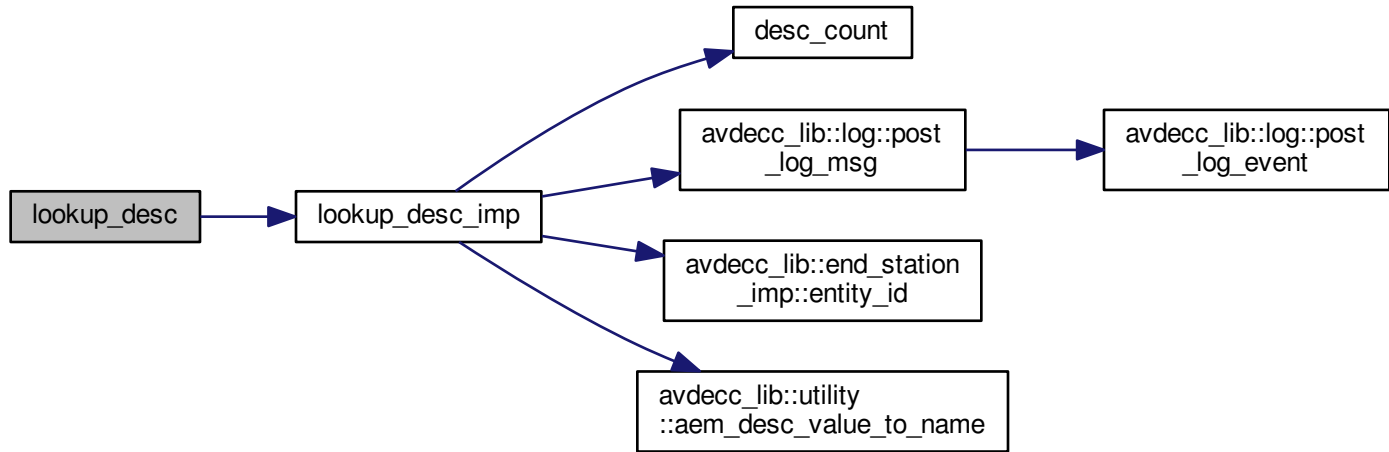 lookup_desc
lookup_desc_imp
desc_count
avdecc_lib::log::post
_log_msg
avdecc_lib::log::post
_log_event
avdecc_lib::end_station
_imp::entity_id
avdecc_lib::utility
::aem_desc_value_to_name